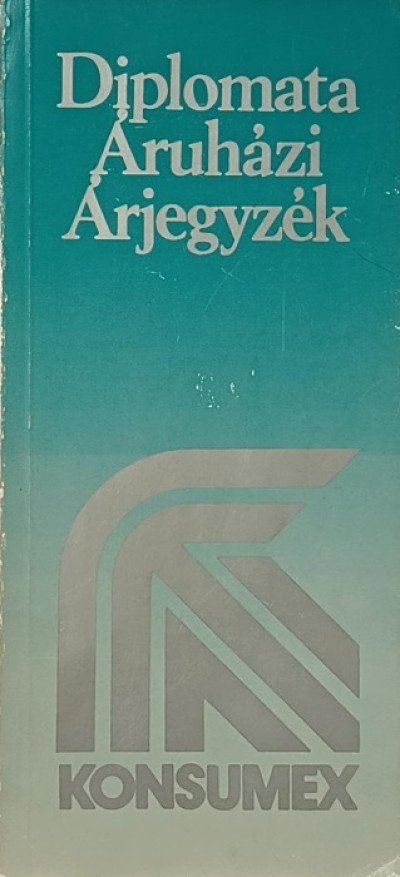 Diplomata
Áruházi
Árjegyzék
KONSUMEX